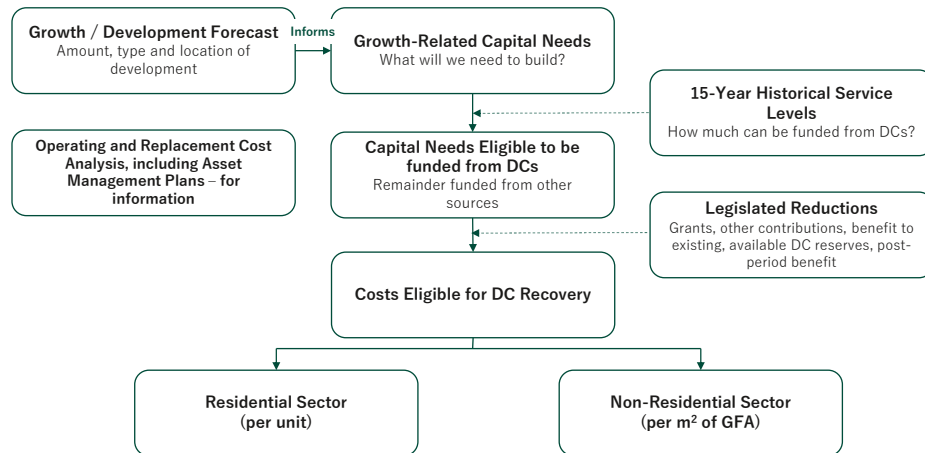 Growth / Development Forecast
Amount, type and location of
development
Informs
Growth-Related Capital Needs
What will we need to build?
15-Year Historical Service
Levels
How much can be funded from DCs?
Operating and Replacement Cost
Analysis, including Asset
Management Plans – for
information
Capital Needs Eligible to be
funded from DCs
Remainder funded from other
sources
Legislated Reductions
Grants, other contributions, benefit to
existing, available DC reserves, post-
period benefit
Costs Eligible for DC Recovery
Residential Sector
(per unit)
Non-Residential Sector
(per m² of GFA)